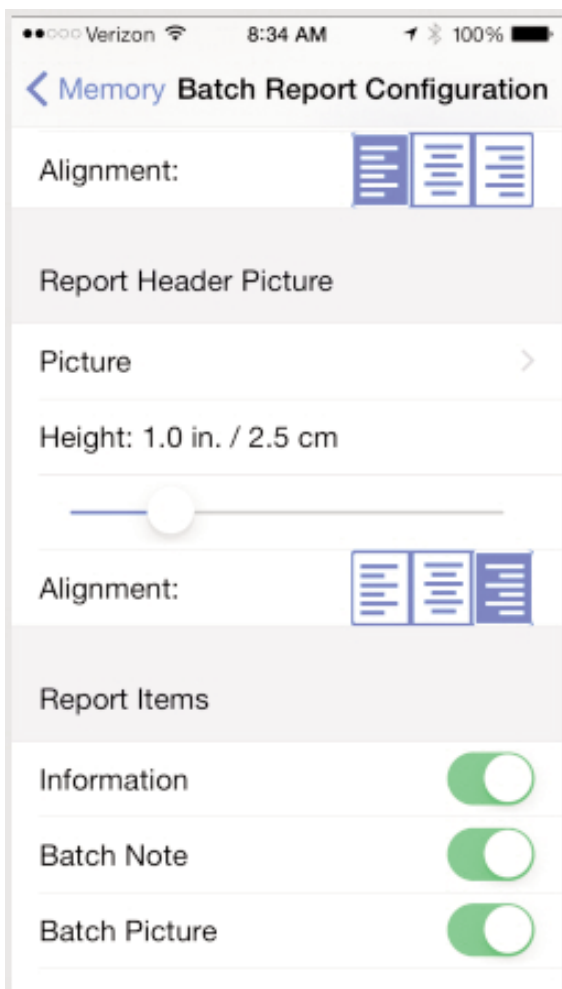 Verizon 8:34 AM 100%
Memory Batch Report Configuration
Alignment:
Report Header Picture
Picture
Height: 1.0 in. / 2.5 cm
Alignment:
Report Items
Information
Batch Note
Batch Picture